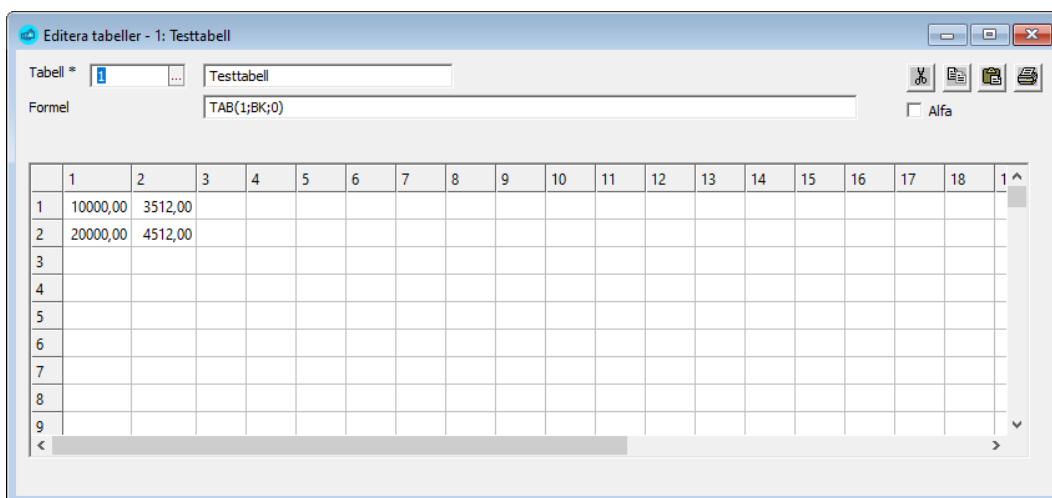 Editera tabeller - 1: Testtabell
Tabell * 1 ... Testtabell
Formel TAB(1;BK;0)
Alfa
1 2 3 4 5 6 7 8 9 10 11 12 13 14 15 16 17 18 1
1 10000,00 3512,00
2 20000,00 4512,00
3
4
5
6
7
8
9